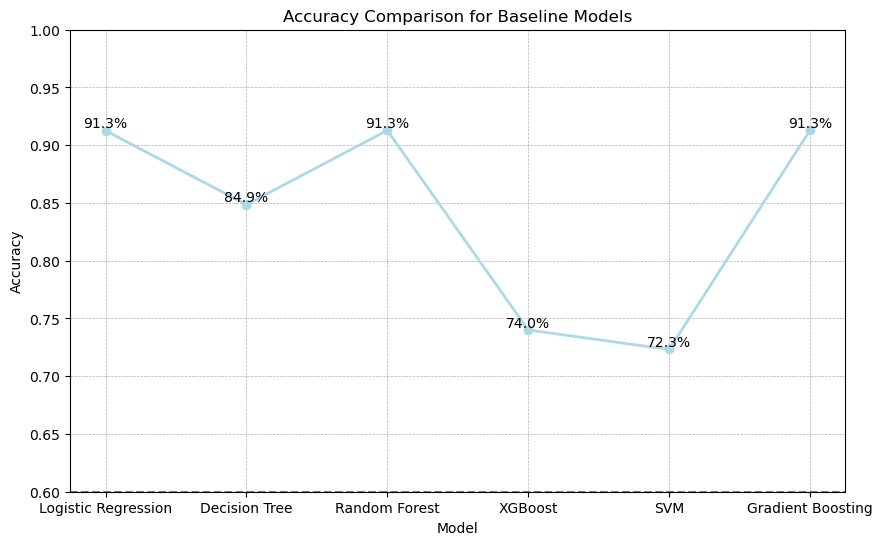 Accuracy Comparison for Baseline Models
1.00
0.95
0.90
0.85
0.80
0.75
0.70
0.65
0.60
Accuracy
91.3%
84.9%
91.3%
74.0%
72.3%
91.3%
Logistic Regression
Decision Tree
Random Forest
XGBoost
SVM
Gradient Boosting
Model